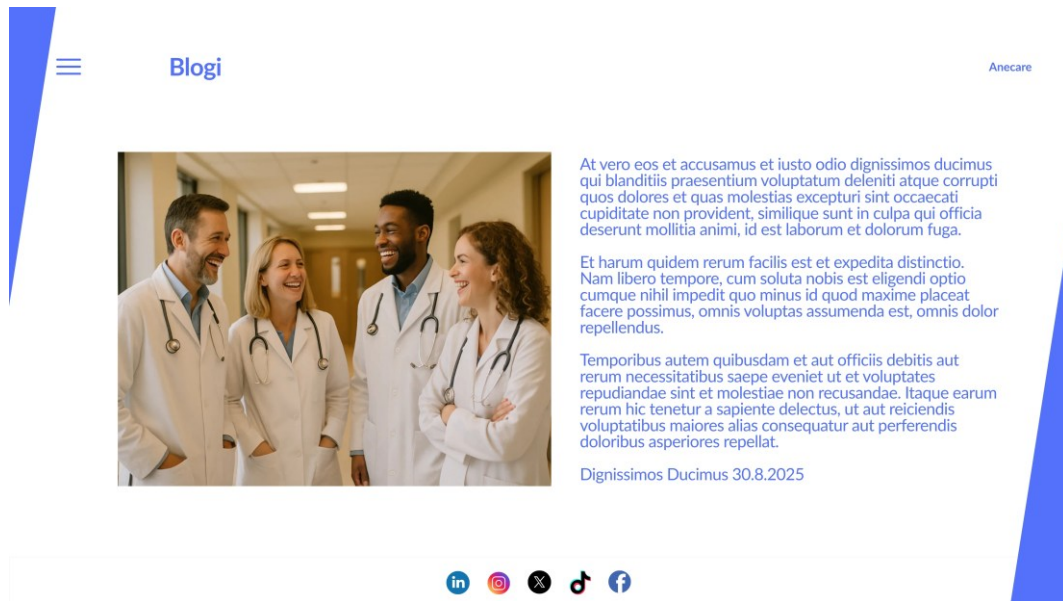 Blogi
Anecare
At vero eos et accusamus et iusto odio dignissimos ducimus
qui blanditiis praesentium voluptatum deleniti atque corrupti
quos dolores et quas molestias excepturi sint occaecati
cupiditate non provident, similique sunt in culpa qui officia
deserunt mollitia animi, id est laborum et dolorum fuga.
Et harum quidem rerum facilis est et expedita distinctio.
Nam libero tempore, cum soluta nobis est eligendi optio
cumque nihil impedit quo minus id quod maxime placeat
facere possimus, omnis voluptas assumenda est, omnis dolor
repellendus.
Temporibus autem quibusdam et aut officiis debitis aut
rerum necessitatibus saepe eveniet ut et voluptates
repudiandae sint et molestiae non recusandae. Itaque earum
rerum hic tenetur a sapiente delectus, ut aut reiciendis
voluptatibus maiores alias consequatur aut perferendis
doloribus asperiores repellat.
Dignissimos Ducimus 30.8.2025